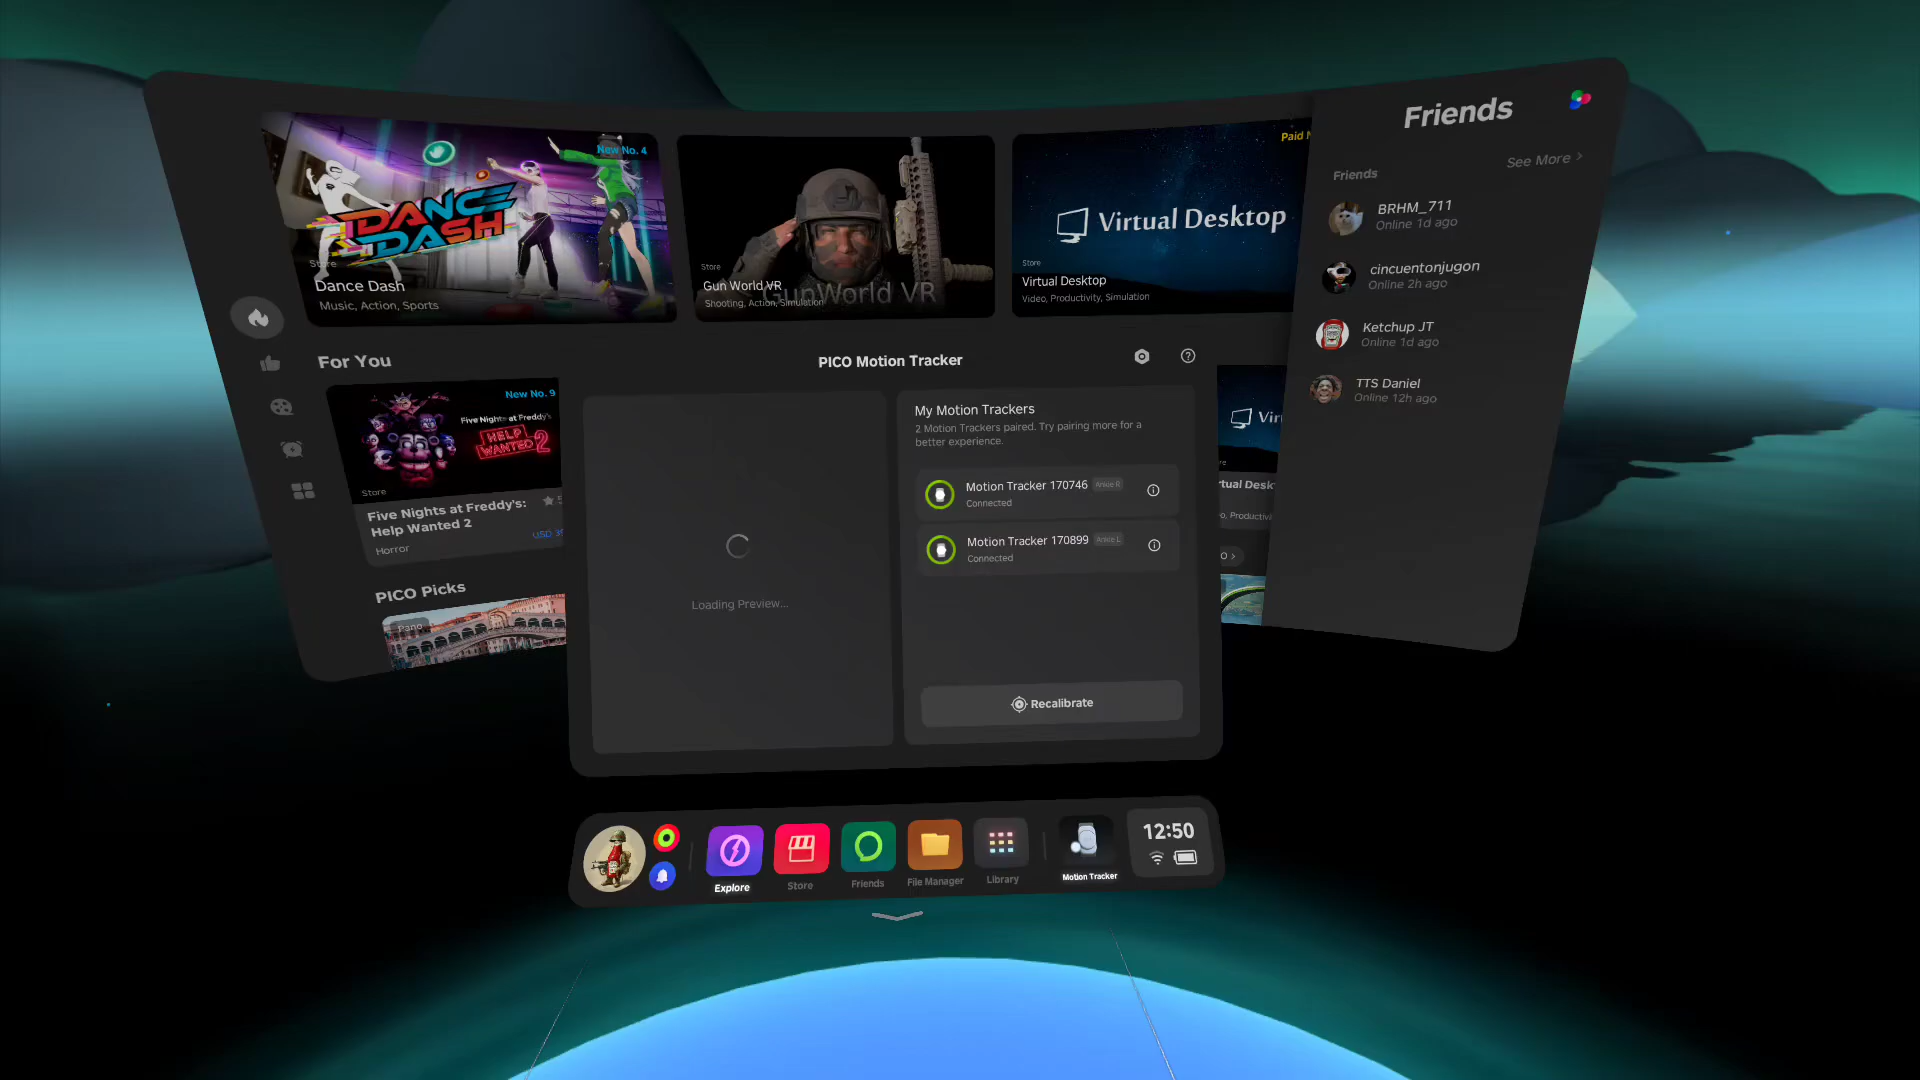 New No. 4
DANCE
DASH
Store
Dance Dash
Music, Action, Sports
Store
Gun World VR
GunWorld VR
Shooting, Action, Simulation
Paid
Virtual Desktop
Store
Virtual Desktop
Video, Productivity, Simulation
Friends
Friends
See More >
BRHM_711
Online 1d ago
cincuentonjugon
Online 2h ago
Ketchup JT
Online 1d ago
TTS Daniel
Online 12h ago
For You
New No. 9
Five Nights at Freddy's
HELP
WANTED 2
Store
Five Nights at Freddy's:
Help Wanted 2
USD
Horror
PICO Picks
Pano
PICO Motion Tracker
Loading Preview...
My Motion Trackers
2 Motion Trackers paired. Try pairing more for a
better experience.
Motion Tracker 170746 Ankle R
Connected
Motion Tracker 170899 Ankle L
Connected
Recalibrate
12:50
Explore
Store
Friends
File Manager
Library
Motion Tracker